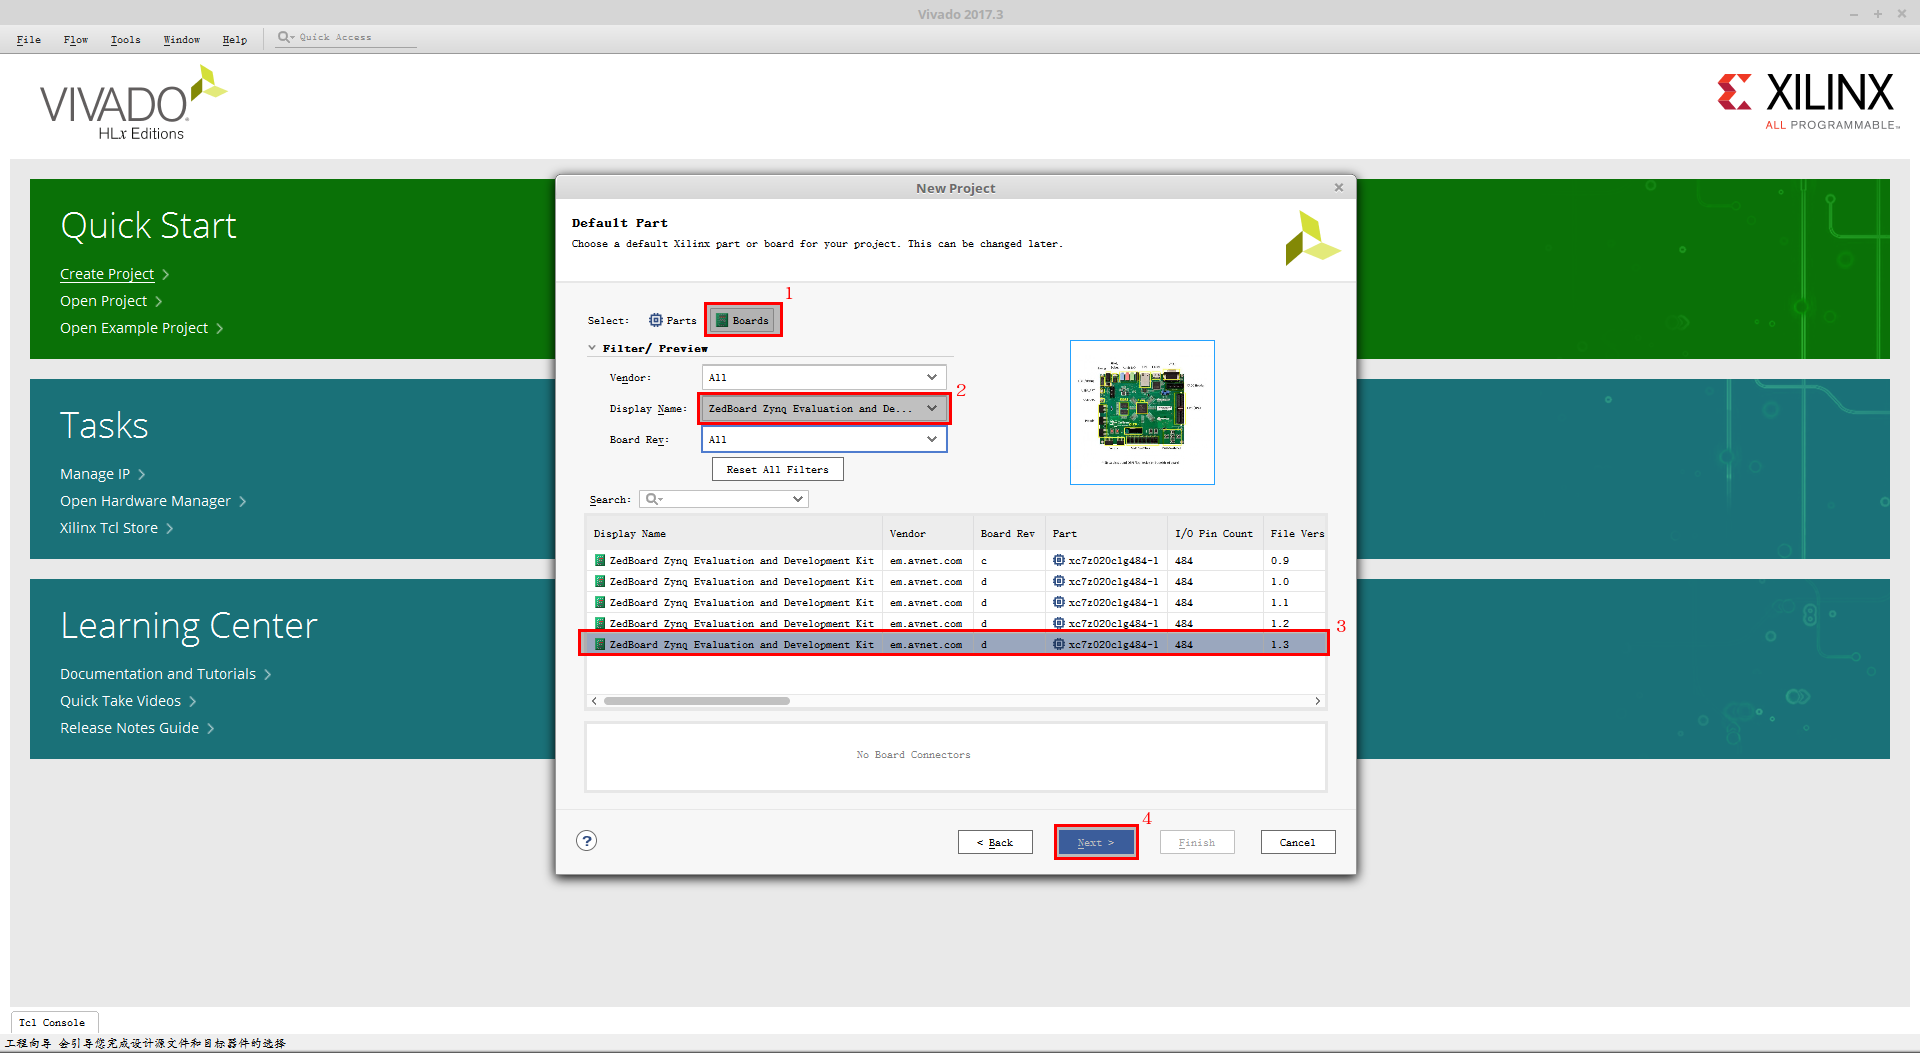 Vivado 2017.3
File Flow Tools Window Help Quick Access
VIVADO
HLx Editions
XILINX
ALL PROGRAMMABLE
Quick Start
Create Project
Open Project
Open Example Project
Tasks
Manage IP
Open Hardware Manager
Xilinx Tcl Store
Learning Center
Documentation and Tutorials
Quick Take Videos
Release Notes Guide
New Project
Default Part
Choose a default Xilinx part or board for your project. This can be changed later.
1
Select: Parts Boards
Filter/ Preview
Vendor: All
2
Display Name: ZedBoard Zynq Evaluation and De...
Board Rev: All
Reset All Filters
Search:
Display Name Vendor Board Rev Part I/O Pin Count File Vers
ZedBoard Zynq Evaluation and Development Kit em.avnet.com c xc7z020clg484-1 484 0.9
ZedBoard Zynq Evaluation and Development Kit em.avnet.com d xc7z020clg484-1 484 1.0
ZedBoard Zynq Evaluation and Development Kit em.avnet.com d xc7z020clg484-1 484 1.1
ZedBoard Zynq Evaluation and Development Kit em.avnet.com d xc7z020clg484-1 484 1.2
3
ZedBoard Zynq Evaluation and Development Kit em.avnet.com d xc7z020clg484-1 484 1.3
No Board Connectors
4
? < Back Next > Finish Cancel
Tcl Console
工程向导 会引导您完成设计源文件和目标器件的选择